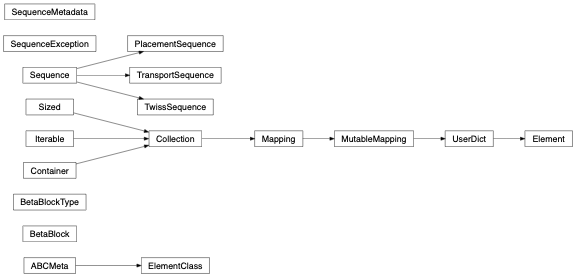 SequenceMetadata
SequenceException
PlacementSequence
Sequence
TransportSequence
TwissSequence
Sized
Iterable
Collection
Mapping
MutableMapping
UserDict
Element
Container
BetaBlockType
BetaBlock
ABCMeta
ElementClass